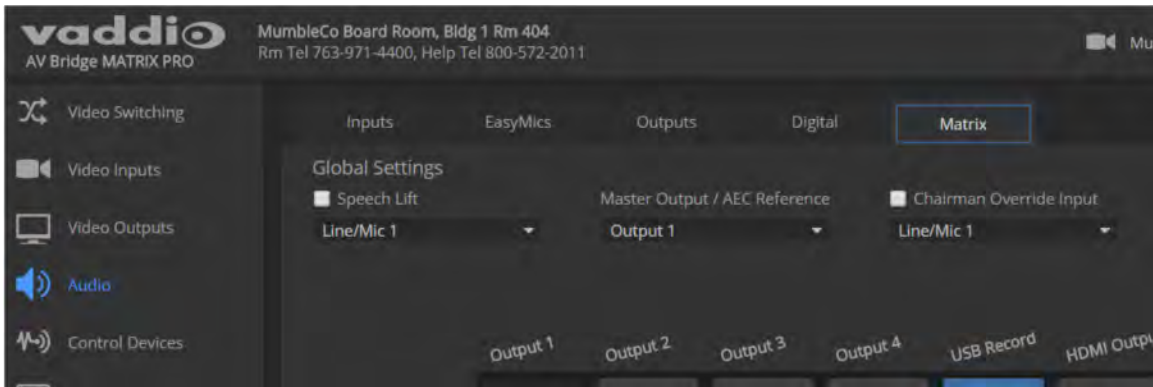 vaddio
AV Bridge MATRIX PRO
MumbleCo Board Room, Bldg 1 Rm 404
Rm Tel 763-971-4400, Help Tel 800-572-2011
Mu
Video Switching
Video Inputs
Video Outputs
Audio
Control Devices
Inputs EasyMics Outputs Digital Matrix
Global Settings
Speech Lift Master Output / AEC Reference Chairman Override Input
Line/Mic 1 Output 1 Line/Mic 1
Output 1 Output 2 Output 3 Output 4 USB Record HDMI Outpu